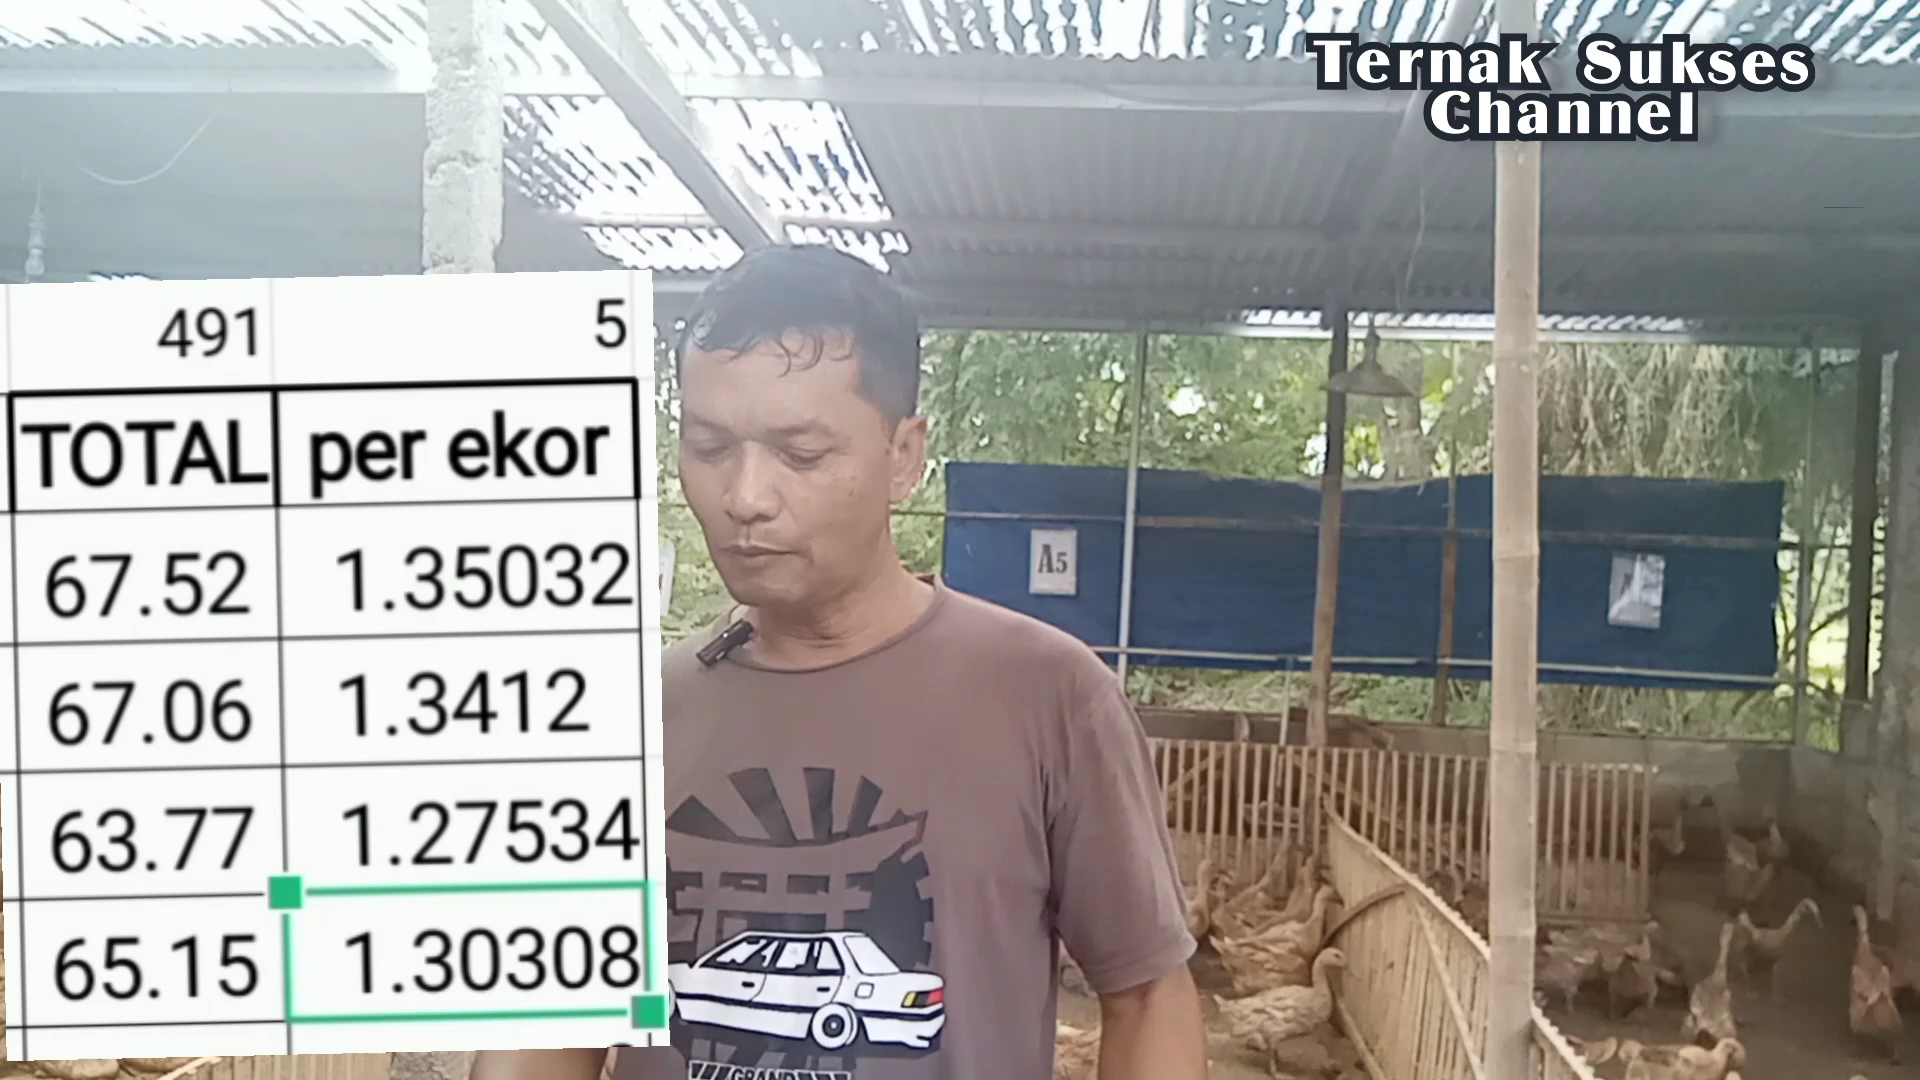 Ternak Sukses
Channel
491 5
TOTAL per ekor
67.52 1.35032
67.06 1.3412
63.77 1.27534
65.15 1.30308
A5
GRAND